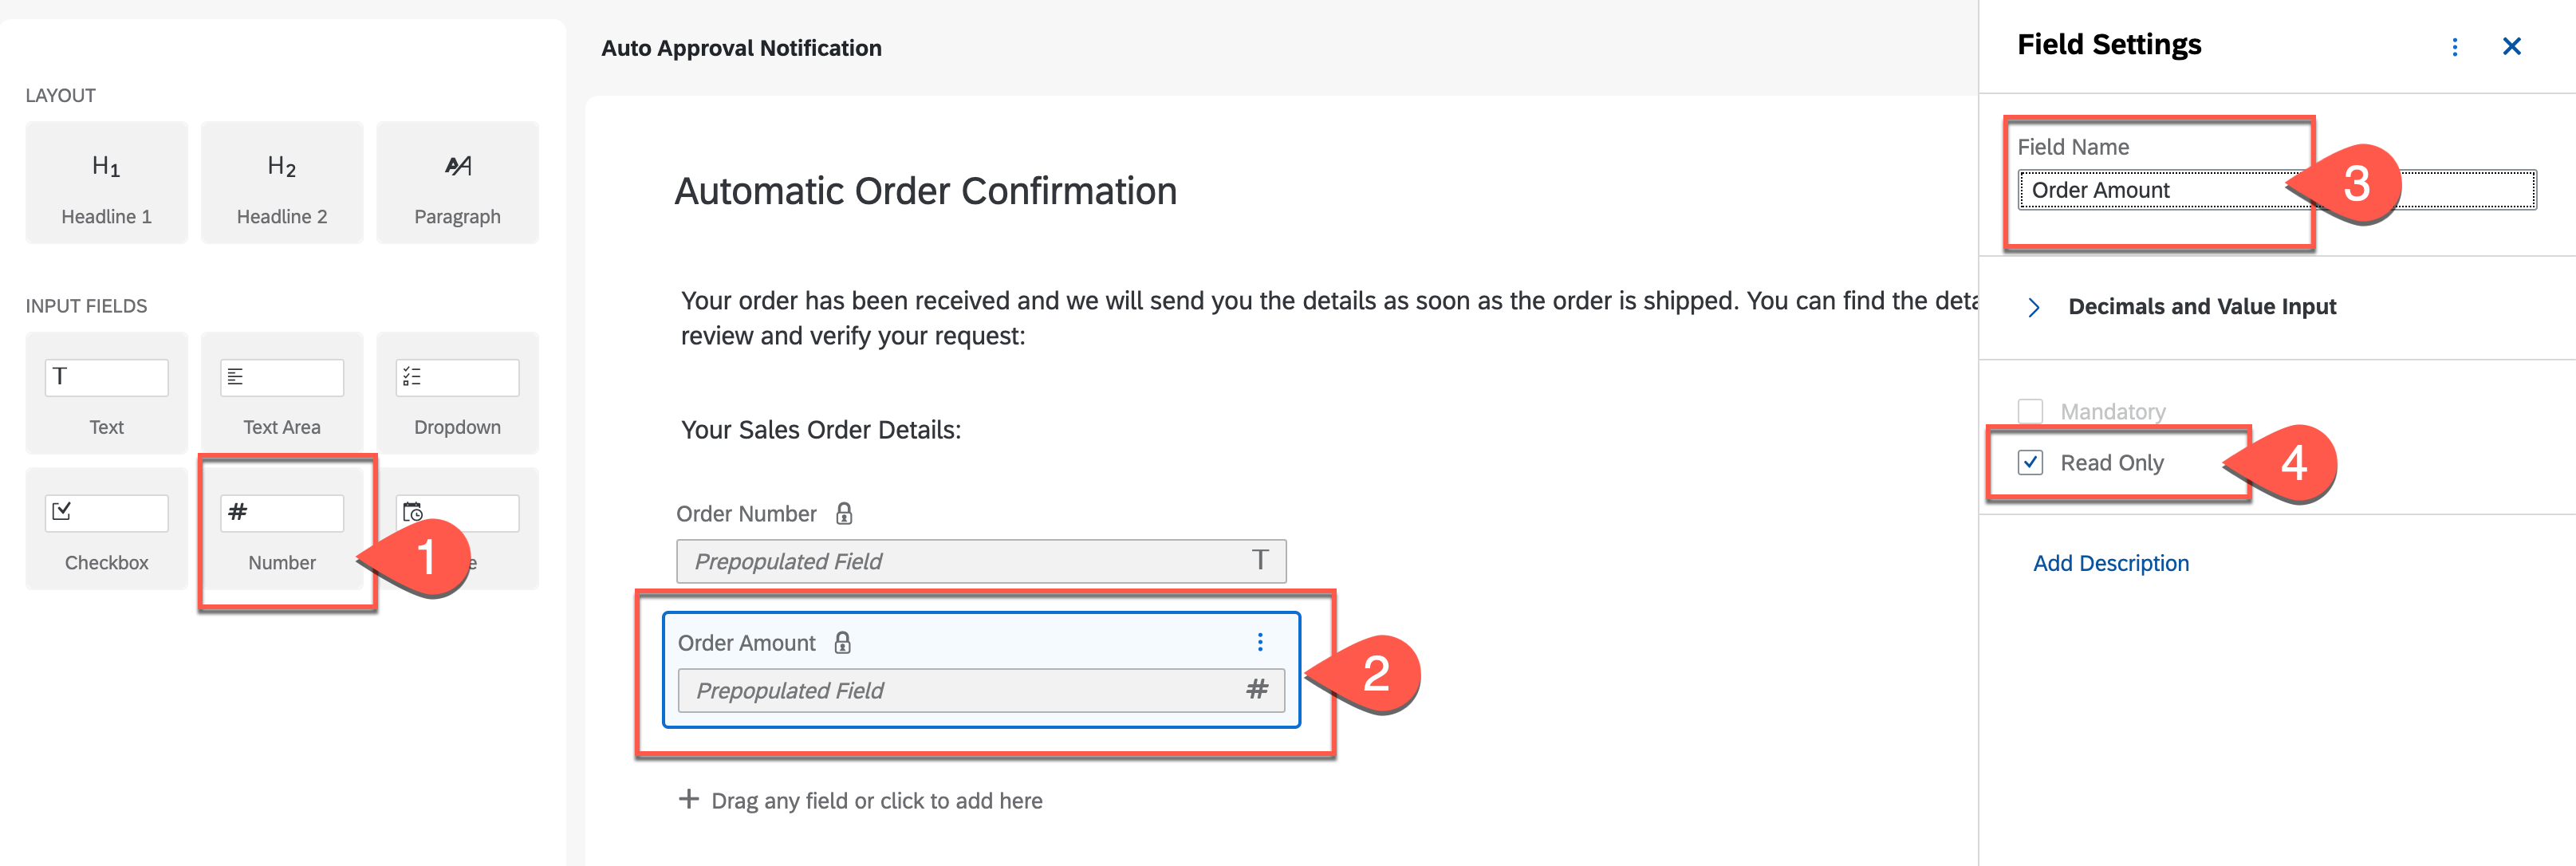 LAYOUT
H1
Headline 1
H2
Headline 2
AA
Paragraph
INPUT FIELDS
T
Text
Text Area
Dropdown
Checkbox
#
Number
1
e
Auto Approval Notification
Automatic Order Confirmation
Your order has been received and we will send you the details as soon as the order is shipped. You can find the deta
review and verify your request:
Your Sales Order Details:
Order Number
Prepopulated Field T
Order Amount
Prepopulated Field #
2
+ Drag any field or click to add here
Field Settings
Field Name
Order Amount
3
Decimals and Value Input
Mandatory
Read Only
4
Add Description